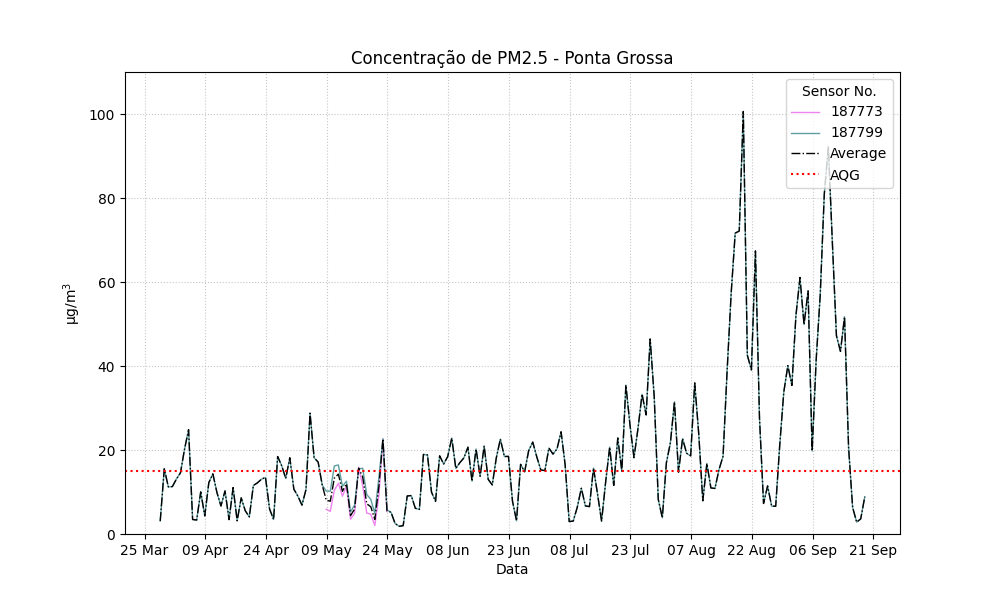 Concentração de PM2.5 - Ponta Grossa
Sensor No.
187773
187799
Average
AQG
100
80
60
40
20
0
µg/m³
25 Mar 09 Apr 24 Apr 09 May 24 May 08 Jun 23 Jun 08 Jul 23 Jul 07 Aug 22 Aug 06 Sep 21 Sep
Data